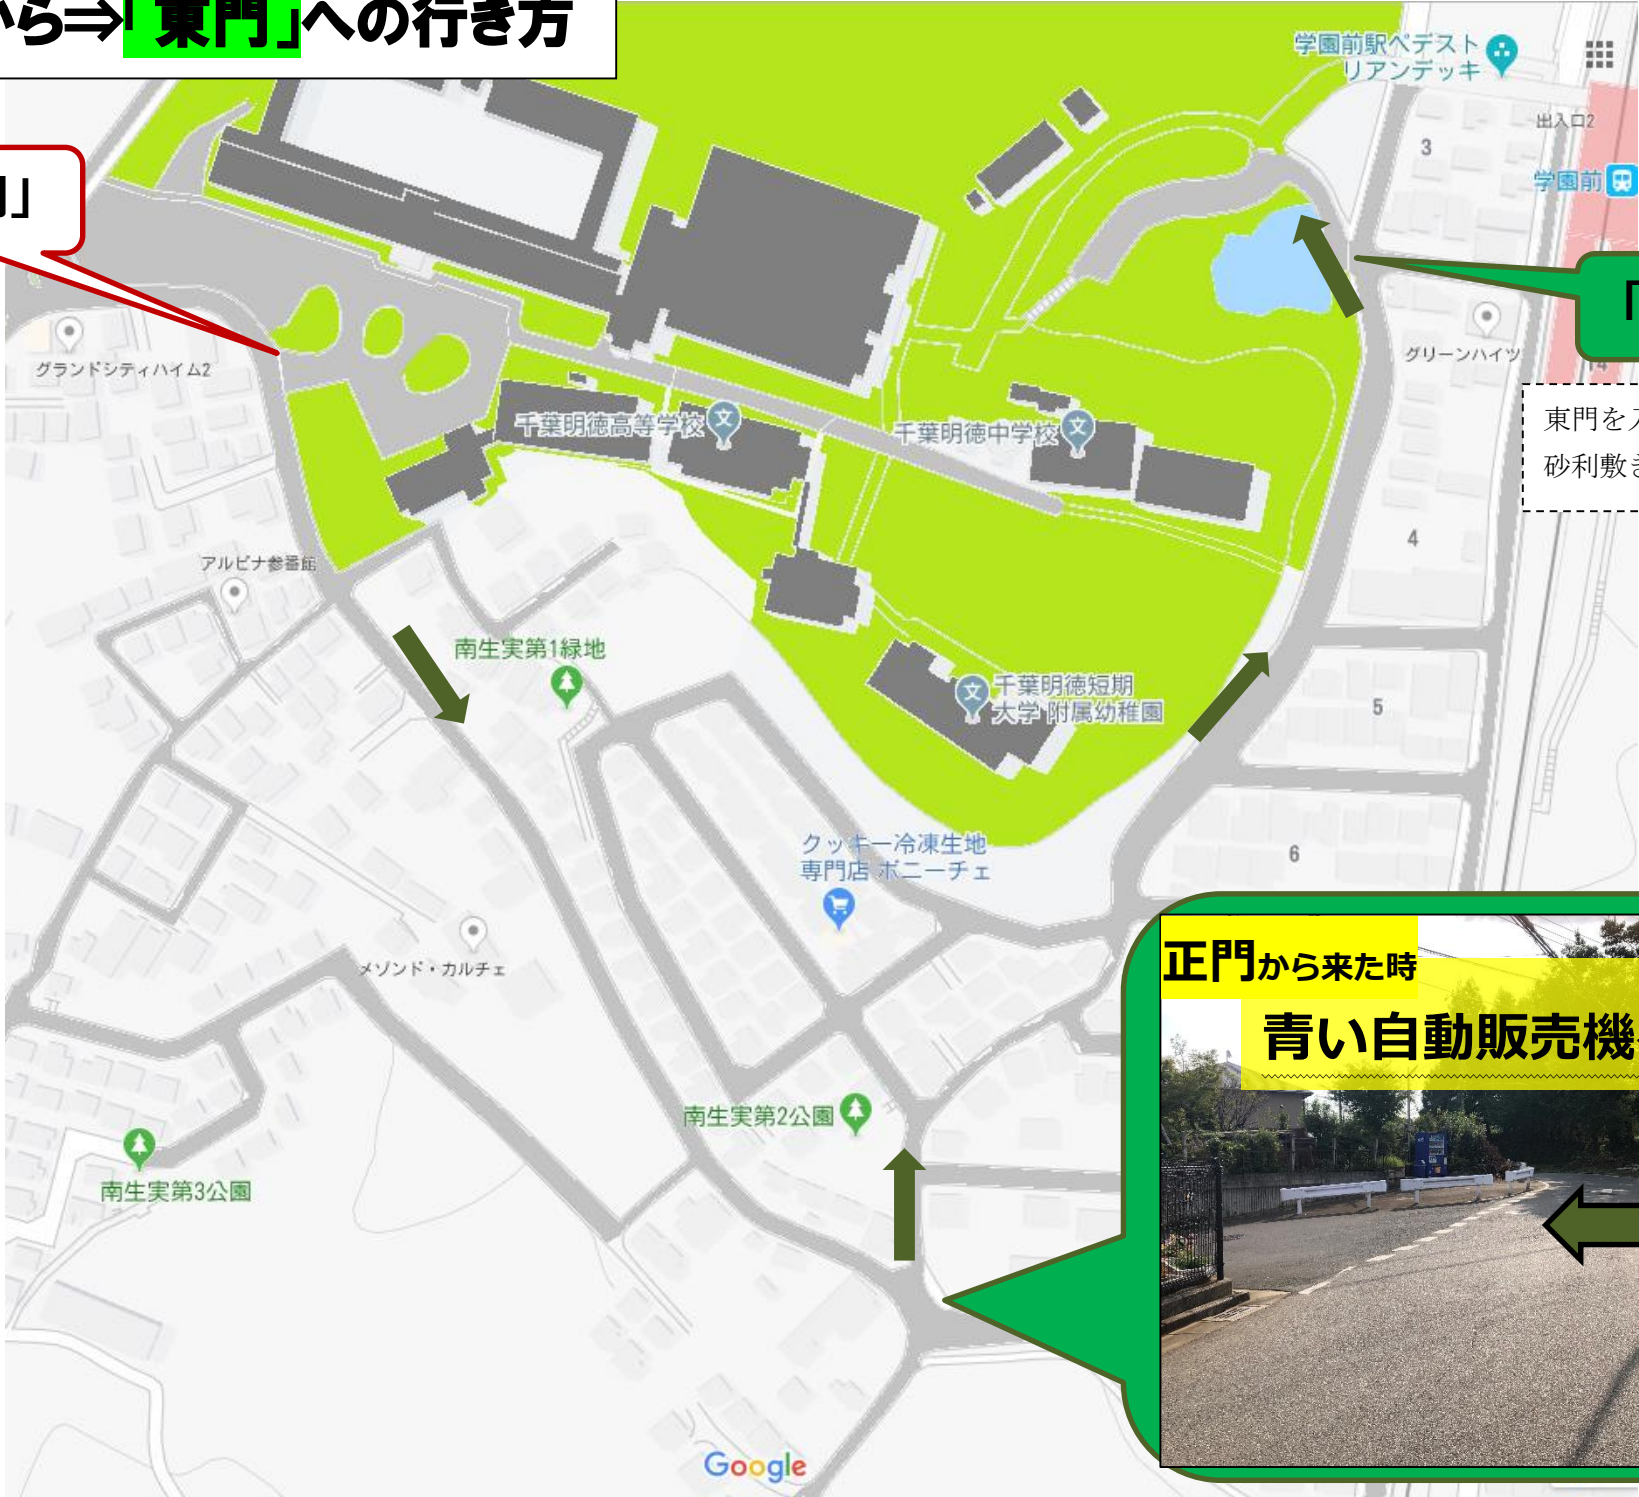 から⇒「東門」への行き方
門」
学園前駅ペデスト
リアンデッキ
出入口2
3
学園前
「
グランドシティハイム2
グリーンハイツ
14
東門を入
砂利敷き
千葉明徳高等学校
千葉明徳中学校
4
アルビナ参番館
南生実第1緑地
千葉明徳短期
大学 附属幼稚園
5
クッキー冷凍生地
専門店 ボニーチェ
6
メゾンド・カルチェ
正門から来た時
青い自動販売機
南生実第2公園
南生実第3公園
Google